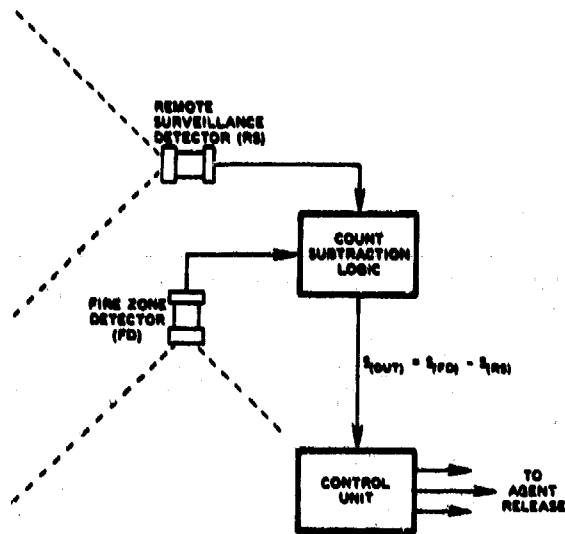 REMOTE
SURVEILLANCE
DETECTOR (RS)
COUNT
SUBTRACTION
LOGIC
FIRE ZONE
DETECTOR
(FD)
S(OUT) = S(FD) - S(RS)
CONTROL
UNIT
TO
AGENT
RELEASE